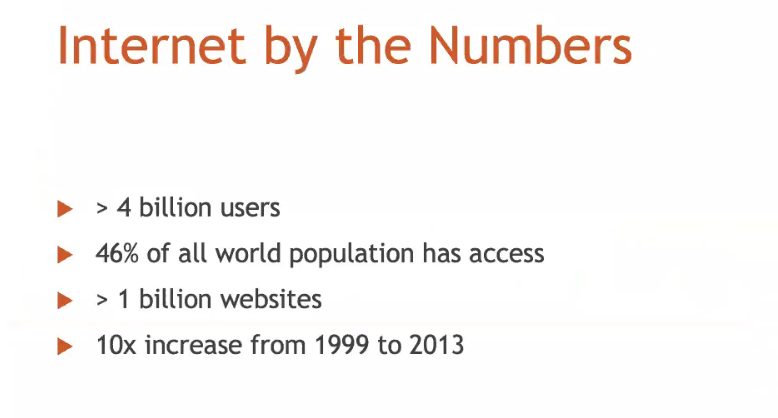 Internet by the Numbers
> 4 billion users
46% of all world population has access
> 1 billion websites
10x increase from 1999 to 2013